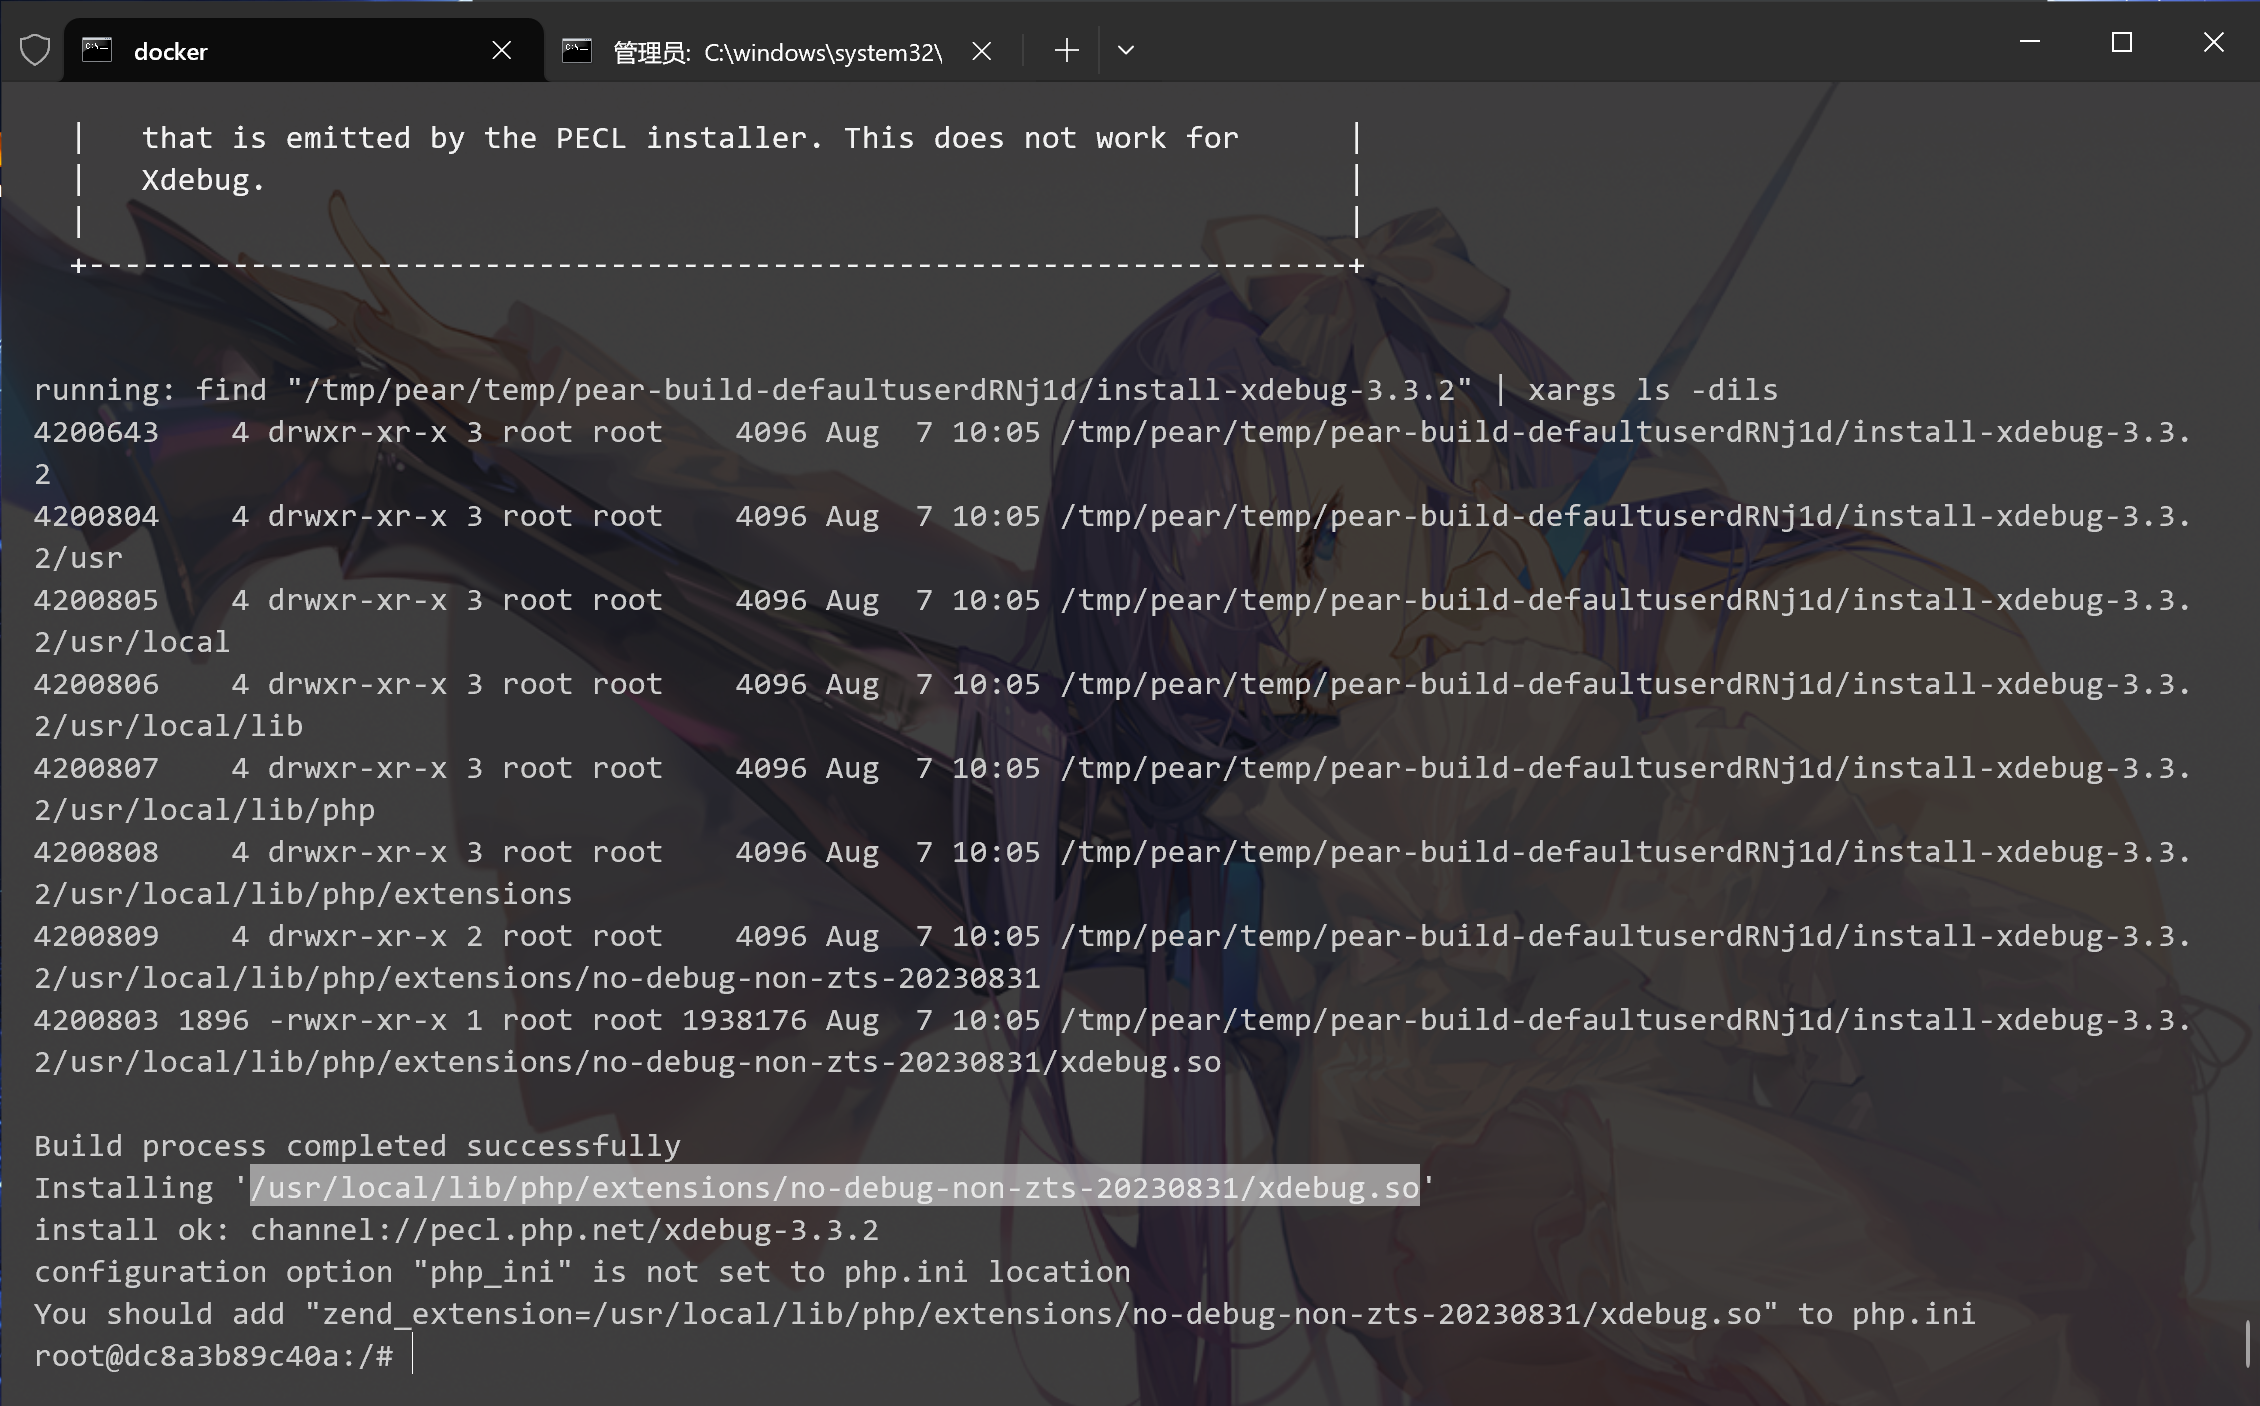 docker
管理员: C:\windows\system32\
|   that is emitted by the PECL installer. This does not work for      |
|   Xdebug.                                                            |
|                                                                      |
+----------------------------------------------------------------------+
running: find "/tmp/pear/temp/pear-build-defaultuserdRNj1d/install-xdebug-3.3.2" | xargs ls -dils
4200643    4 drwxr-xr-x 3 root root    4096 Aug  7 10:05 /tmp/pear/temp/pear-build-defaultuserdRNj1d/install-xdebug-3.3.
2
4200804    4 drwxr-xr-x 3 root root    4096 Aug  7 10:05 /tmp/pear/temp/pear-build-defaultuserdRNj1d/install-xdebug-3.3.
2/usr
4200805    4 drwxr-xr-x 3 root root    4096 Aug  7 10:05 /tmp/pear/temp/pear-build-defaultuserdRNj1d/install-xdebug-3.3.
2/usr/local
4200806    4 drwxr-xr-x 3 root root    4096 Aug  7 10:05 /tmp/pear/temp/pear-build-defaultuserdRNj1d/install-xdebug-3.3.
2/usr/local/lib
4200807    4 drwxr-xr-x 3 root root    4096 Aug  7 10:05 /tmp/pear/temp/pear-build-defaultuserdRNj1d/install-xdebug-3.3.
2/usr/local/lib/php
4200808    4 drwxr-xr-x 3 root root    4096 Aug  7 10:05 /tmp/pear/temp/pear-build-defaultuserdRNj1d/install-xdebug-3.3.
2/usr/local/lib/php/extensions
4200809    4 drwxr-xr-x 2 root root    4096 Aug  7 10:05 /tmp/pear/temp/pear-build-defaultuserdRNj1d/install-xdebug-3.3.
2/usr/local/lib/php/extensions/no-debug-non-zts-20230831
4200803 1896 -rwxr-xr-x 1 root root 1938176 Aug  7 10:05 /tmp/pear/temp/pear-build-defaultuserdRNj1d/install-xdebug-3.3.
2/usr/local/lib/php/extensions/no-debug-non-zts-20230831/xdebug.so
Build process completed successfully
Installing '/usr/local/lib/php/extensions/no-debug-non-zts-20230831/xdebug.so'
install ok: channel://pecl.php.net/xdebug-3.3.2
configuration option "php_ini" is not set to php.ini location
You should add "zend_extension=/usr/local/lib/php/extensions/no-debug-non-zts-20230831/xdebug.so" to php.ini
root@dc8a3b89c40a:/#